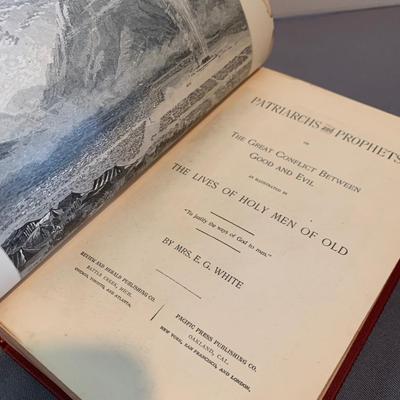 PATRIARCHS and PROPHETS
OR
THE GREAT CONFLICT BETWEEN
GOOD AND EVIL
AS ILLUSTRATED IN
THE LIVES OF HOLY MEN OF OLD
"To justify the ways of God to men."
BY MRS. E. G. WHITE
REVIEW AND HERALD PUBLISHING CO.
BATTLE CREEK, MICH.
CHICAGO, TORONTO, AND ATLANTA.
PACIFIC PRESS PUBLISHING CO.
OAKLAND, CAL.
NEW YORK, SAN FRANCISCO, AND LONDON.